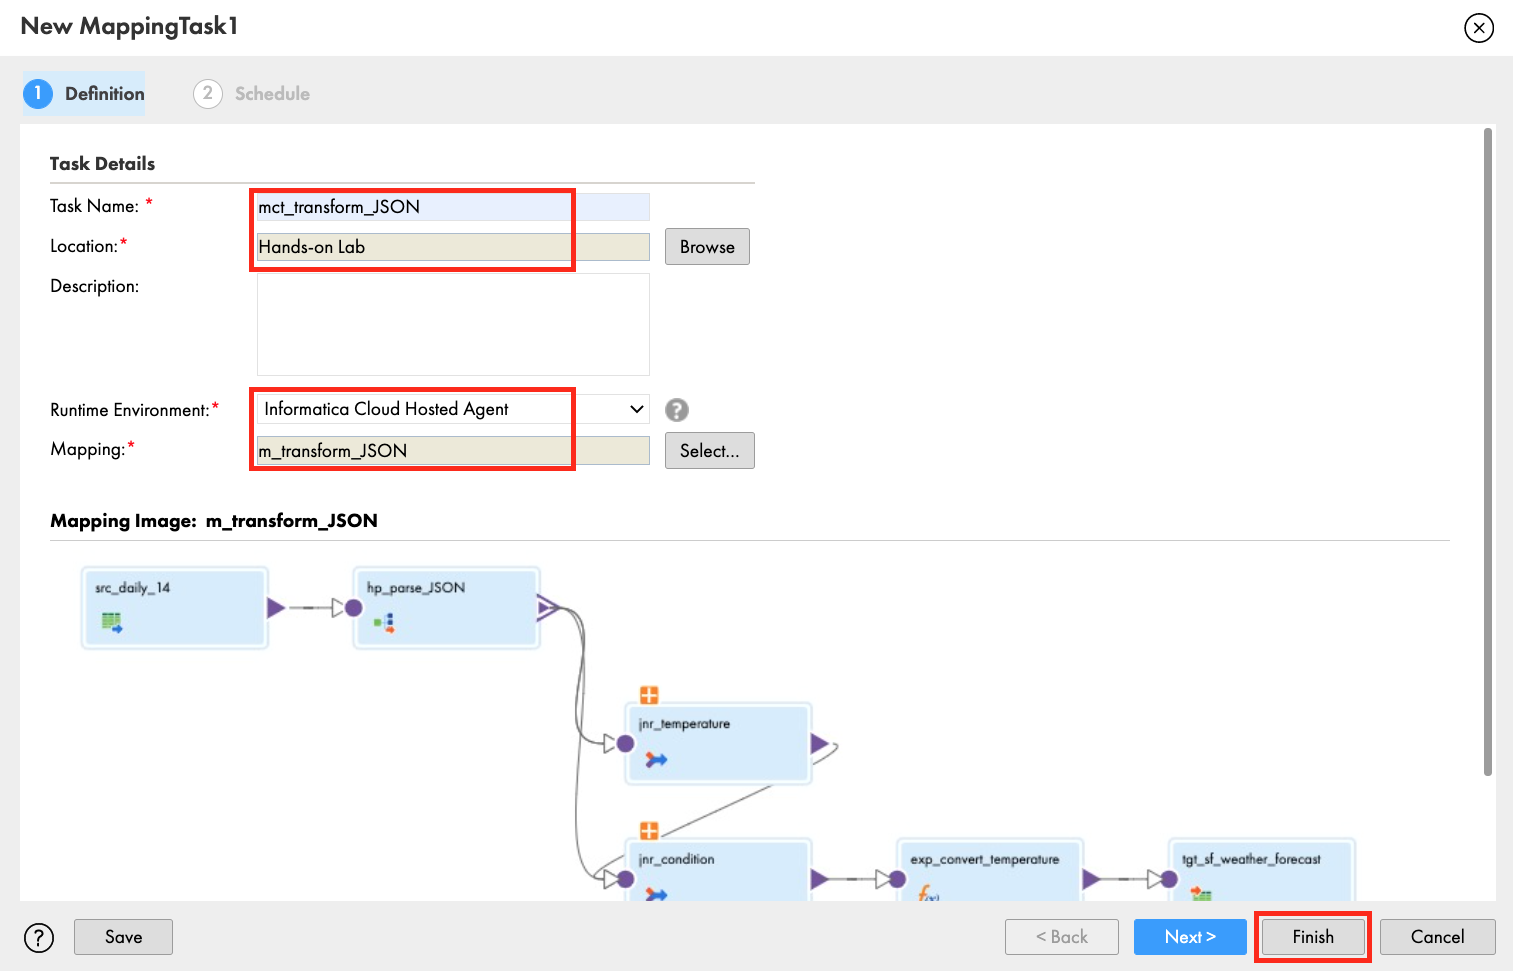 New MappingTask1
1 Definition 2 Schedule
Task Details
Task Name: * mct_transform_JSON
Location:* Hands-on Lab Browse
Description:
Runtime Environment:* Informatica Cloud Hosted Agent ?
Mapping:* m_transform_JSON Select...
Mapping Image: m_transform_JSON
src_daily_14 hp_parse_JSON
jnr_temperature
jnr_condition exp_convert_temperature tgt_sf_weather_forecast
f(x)
? Save < Back Next > Finish Cancel